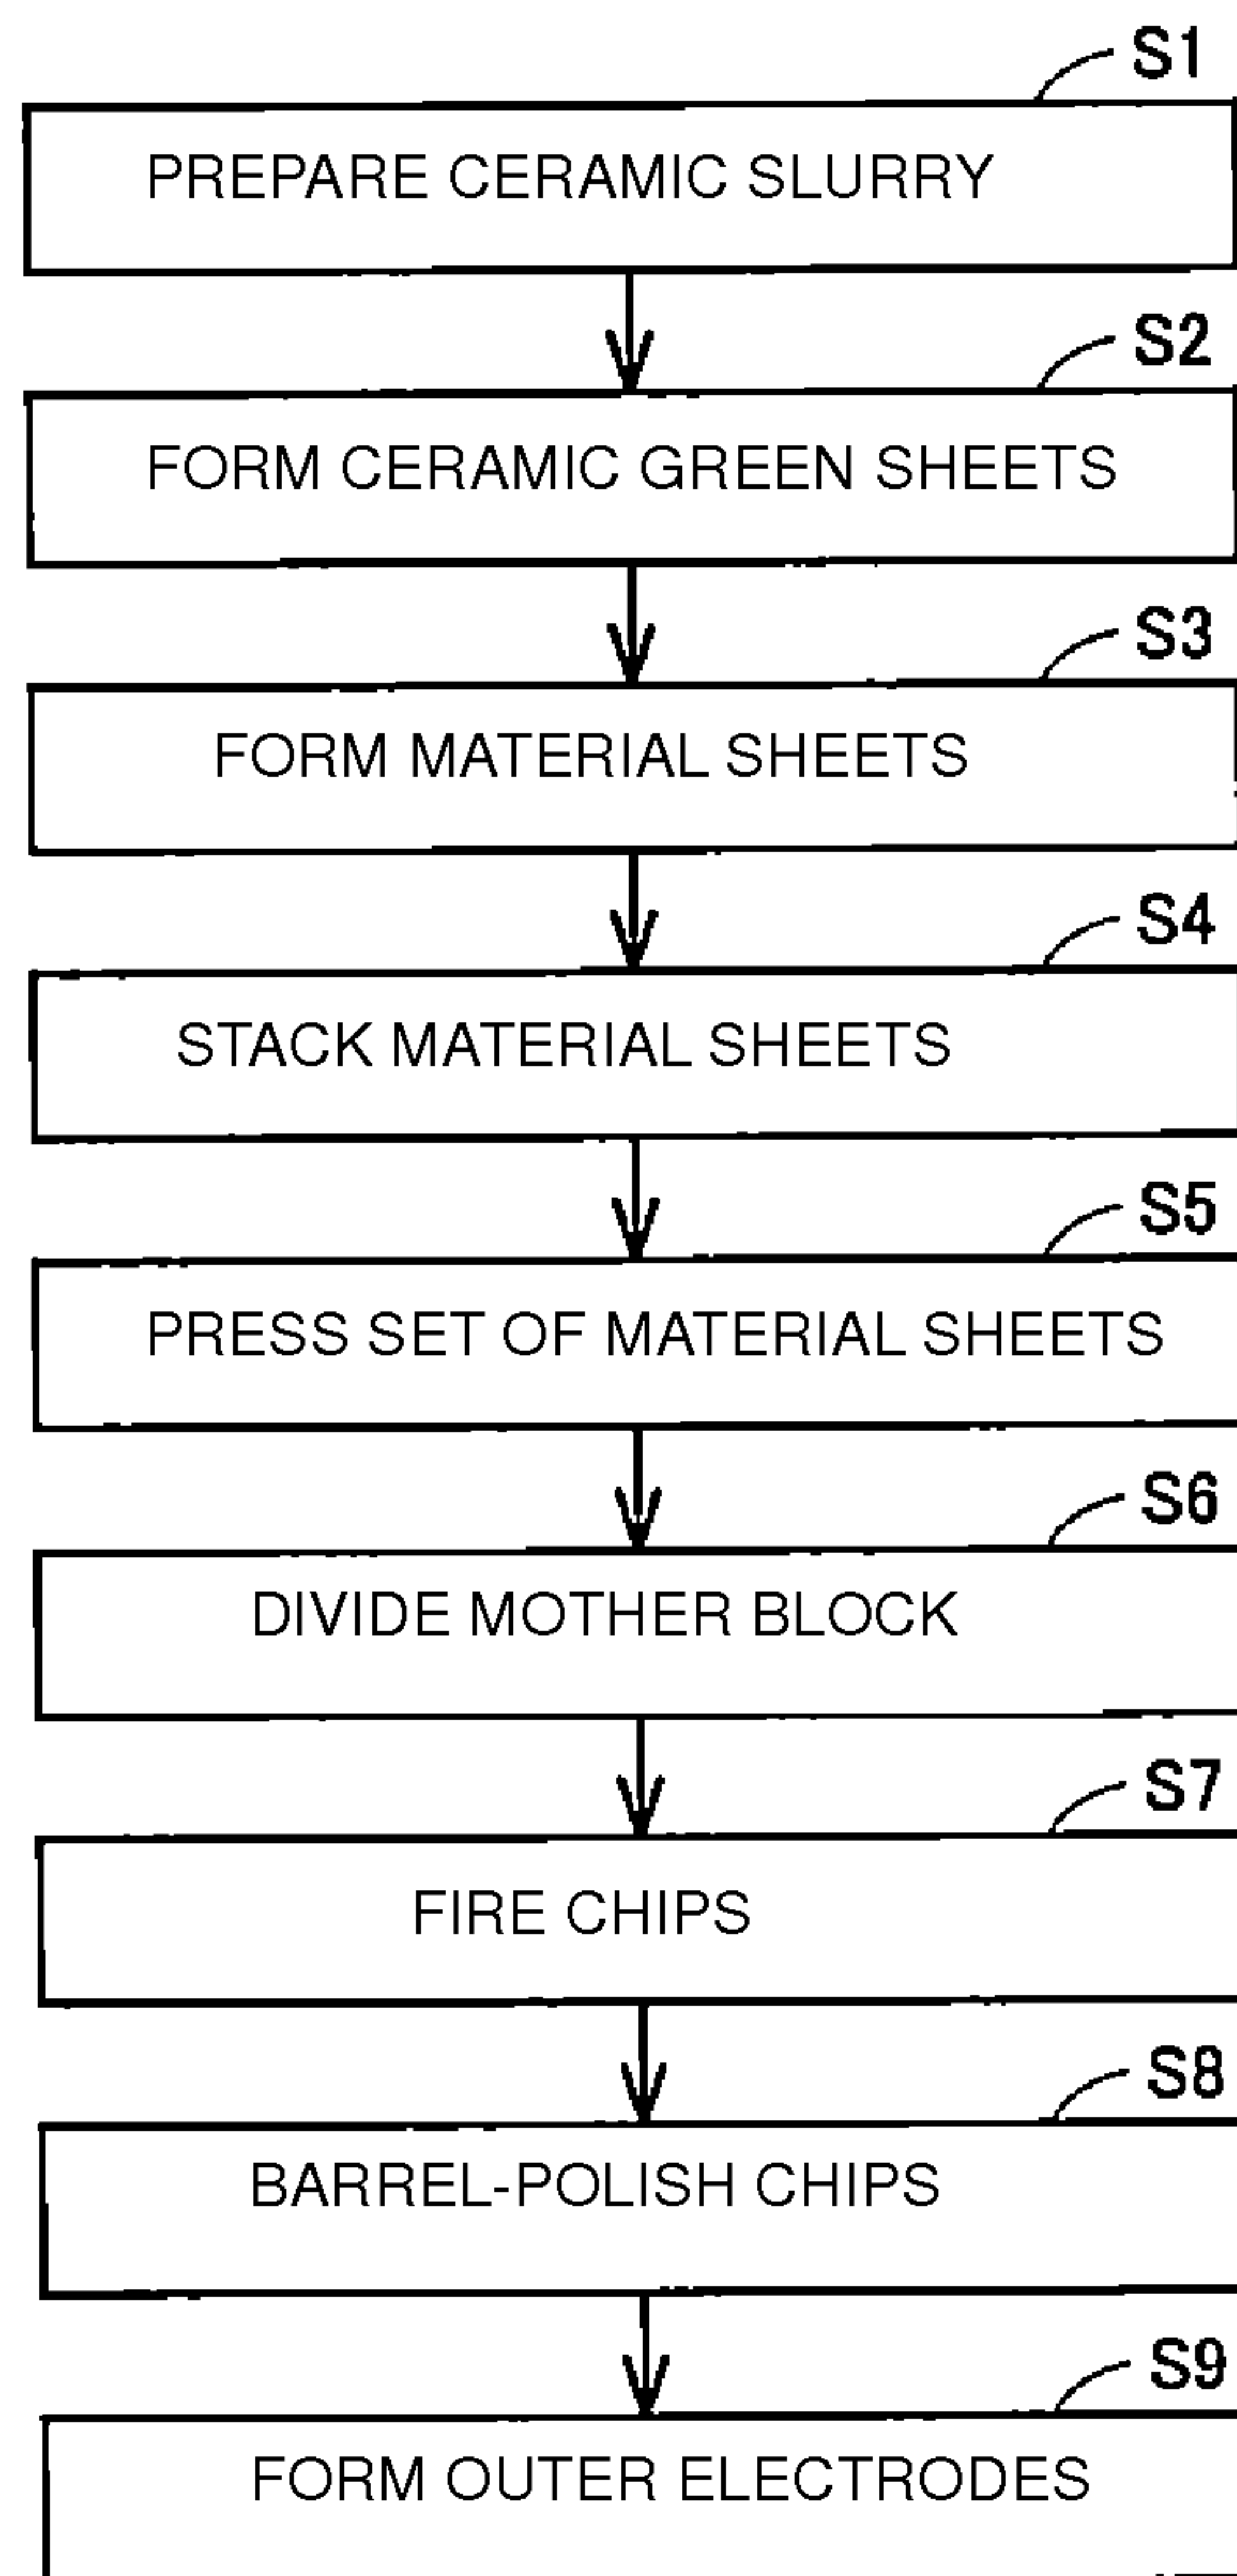 S1
PREPARE CERAMIC SLURRY
S2
FORM CERAMIC GREEN SHEETS
S3
FORM MATERIAL SHEETS
S4
STACK MATERIAL SHEETS
S5
PRESS SET OF MATERIAL SHEETS
S6
DIVIDE MOTHER BLOCK
S7
FIRE CHIPS
S8
BARREL-POLISH CHIPS
S9
FORM OUTER ELECTRODES